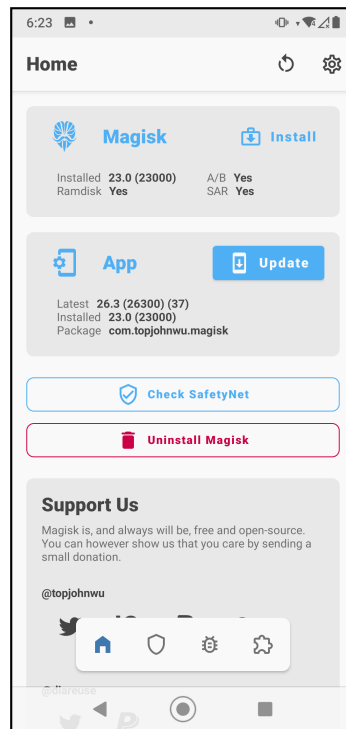 6:23
Home
Magisk
Install
Installed 23.0 (23000)
A/B Yes
Ramdisk Yes
SAR Yes
App
Update
Latest 26.3 (26300) (37)
Installed 23.0 (23000)
Package com.topjohnwu.magisk
Check SafetyNet
Uninstall Magisk
Support Us
Magisk is, and always will be, free and open-source.
You can however show us that you care by sending a
small donation.
@topjohnwu
@diareuse